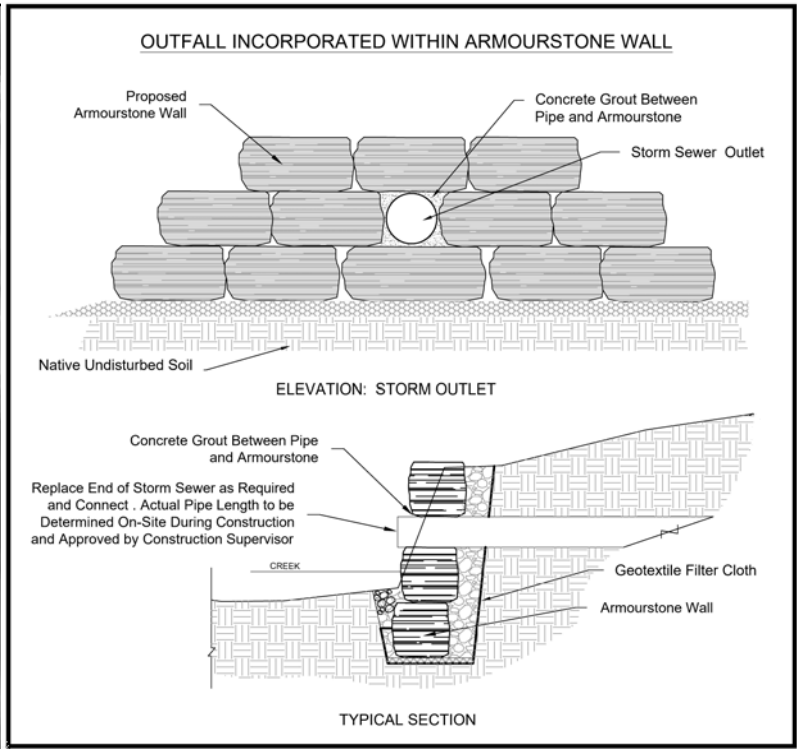 OUTFALL INCORPORATED WITHIN ARMOURSTONE WALL
Proposed
Armourstone Wall
Concrete Grout Between
Pipe and Armourstone
Storm Sewer Outlet
Native Undisturbed Soil
ELEVATION: STORM OUTLET
Concrete Grout Between Pipe
and Armourstone
Replace End of Storm Sewer as Required
and Connect . Actual Pipe Length to be
Determined On-Site During Construction
and Approved by Construction Supervisor
CREEK
Geotextile Filter Cloth
Armourstone Wall
TYPICAL SECTION